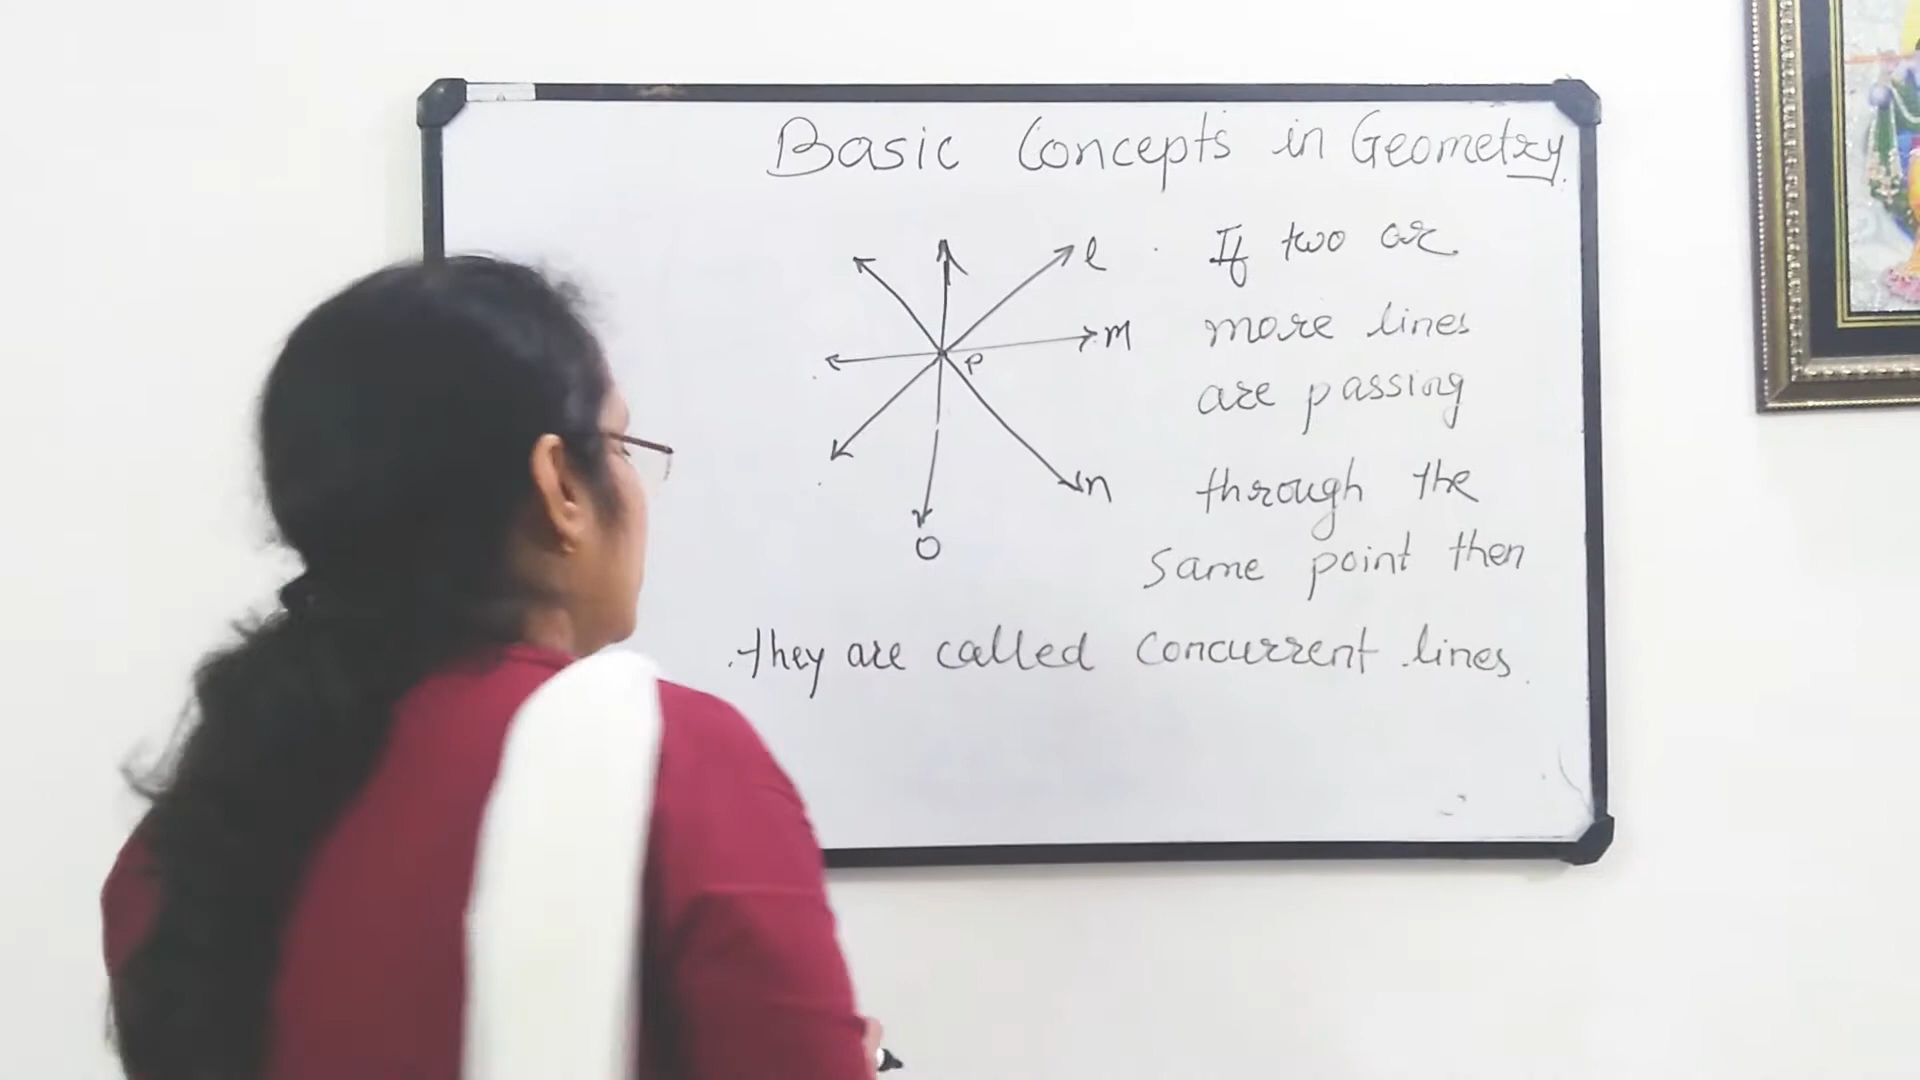 Basic Concepts in Geometry.
l
m
P
n
O
If two or
more lines
are passing
through the
same point then
they are called concurrent lines.